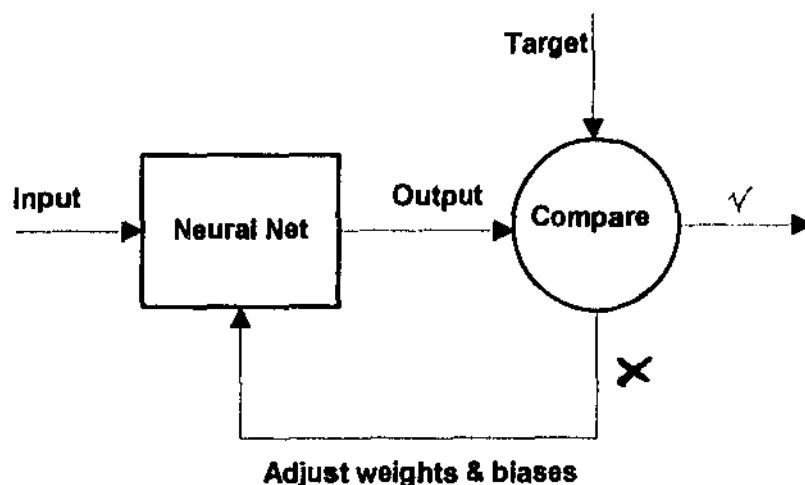 Target
Input
Neural Net
Output
Compare
√
X
Adjust weights & biases